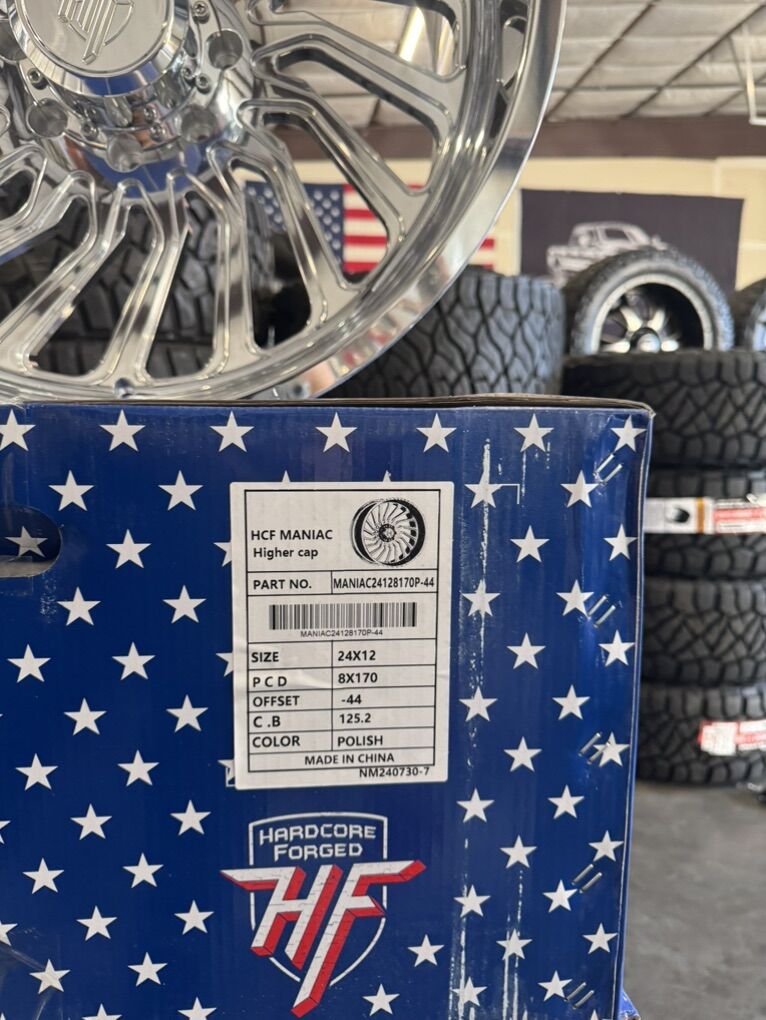 HCF MANIAC
Higher cap
PART NO. MANIAC24128170P-44
MANIAC24128170P-44
SIZE 24X12
P C D 8X170
OFFSET -44
C .B 125.2
COLOR POLISH
MADE IN CHINA
NM240730-7
HARDCORE
FORGED
HF